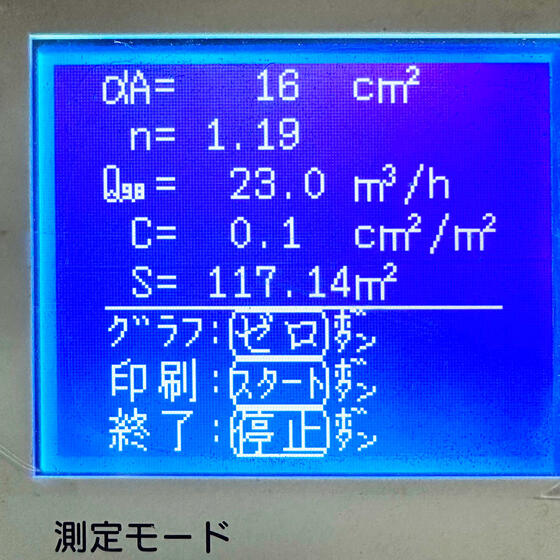 αA= 16 cm²
n= 1.19
Q9.8= 23.0 m³/h
C= 0.1 cm²/m²
S= 117.14m²
グラフ:ゼロボタン
印刷:スタートボタン
終了:停止ボタン
測定モード